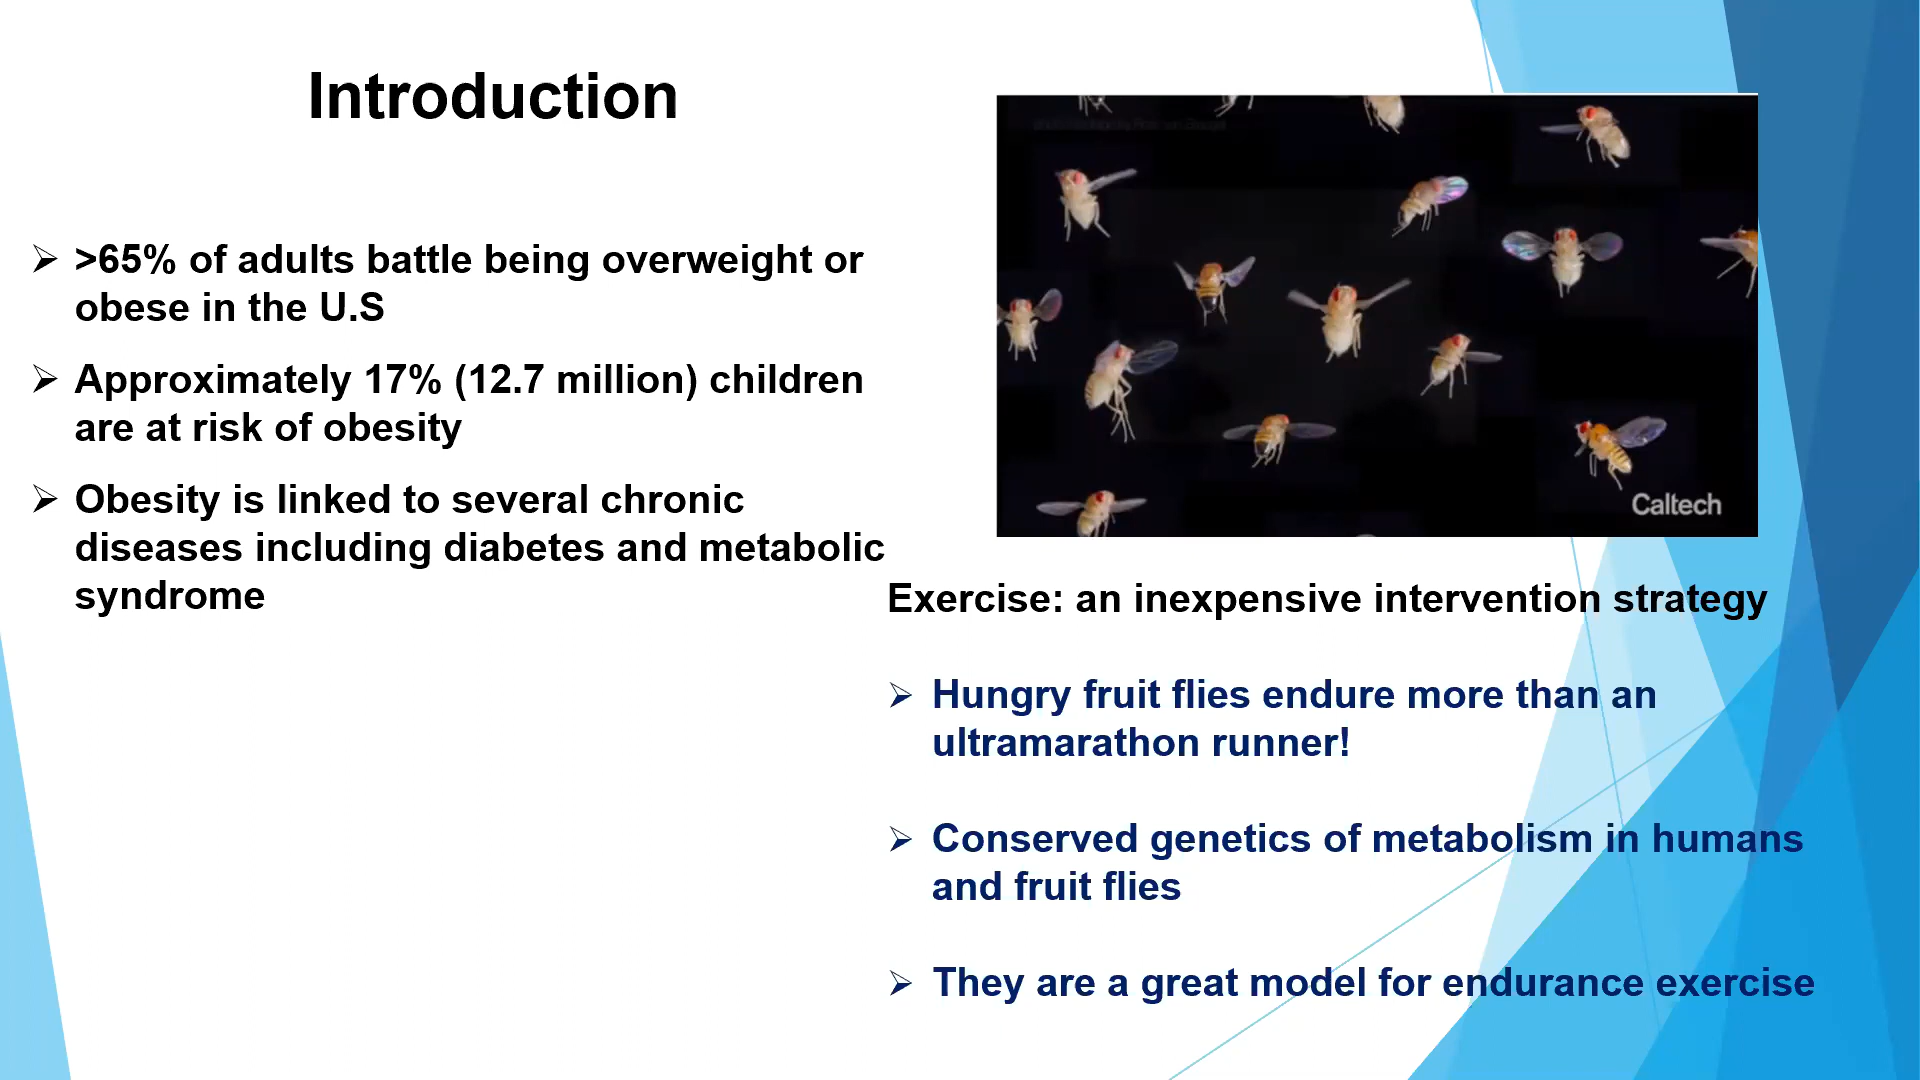 Introduction
>65% of adults battle being overweight or
obese in the U.S
Approximately 17% (12.7 million) children
are at risk of obesity
Obesity is linked to several chronic
diseases including diabetes and metabolic
syndrome
Caltech
Exercise: an inexpensive intervention strategy
Hungry fruit flies endure more than an
ultramarathon runner!
Conserved genetics of metabolism in humans
and fruit flies
They are a great model for endurance exercise